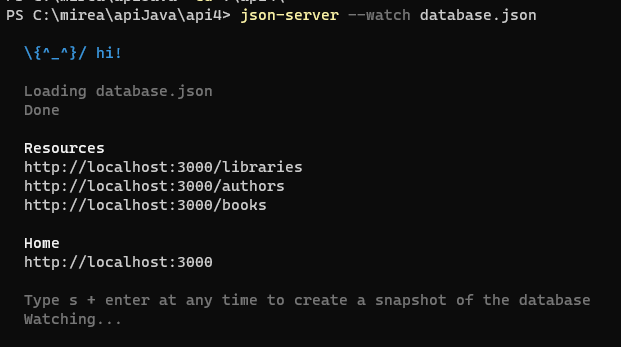 PS C:\mirea\apiJava\api4> json-server --watch database.json
\{^_^}/ hi!
Loading database.json
Done
Resources
http://localhost:3000/libraries
http://localhost:3000/authors
http://localhost:3000/books
Home
http://localhost:3000
Type s + enter at any time to create a snapshot of the database
Watching...